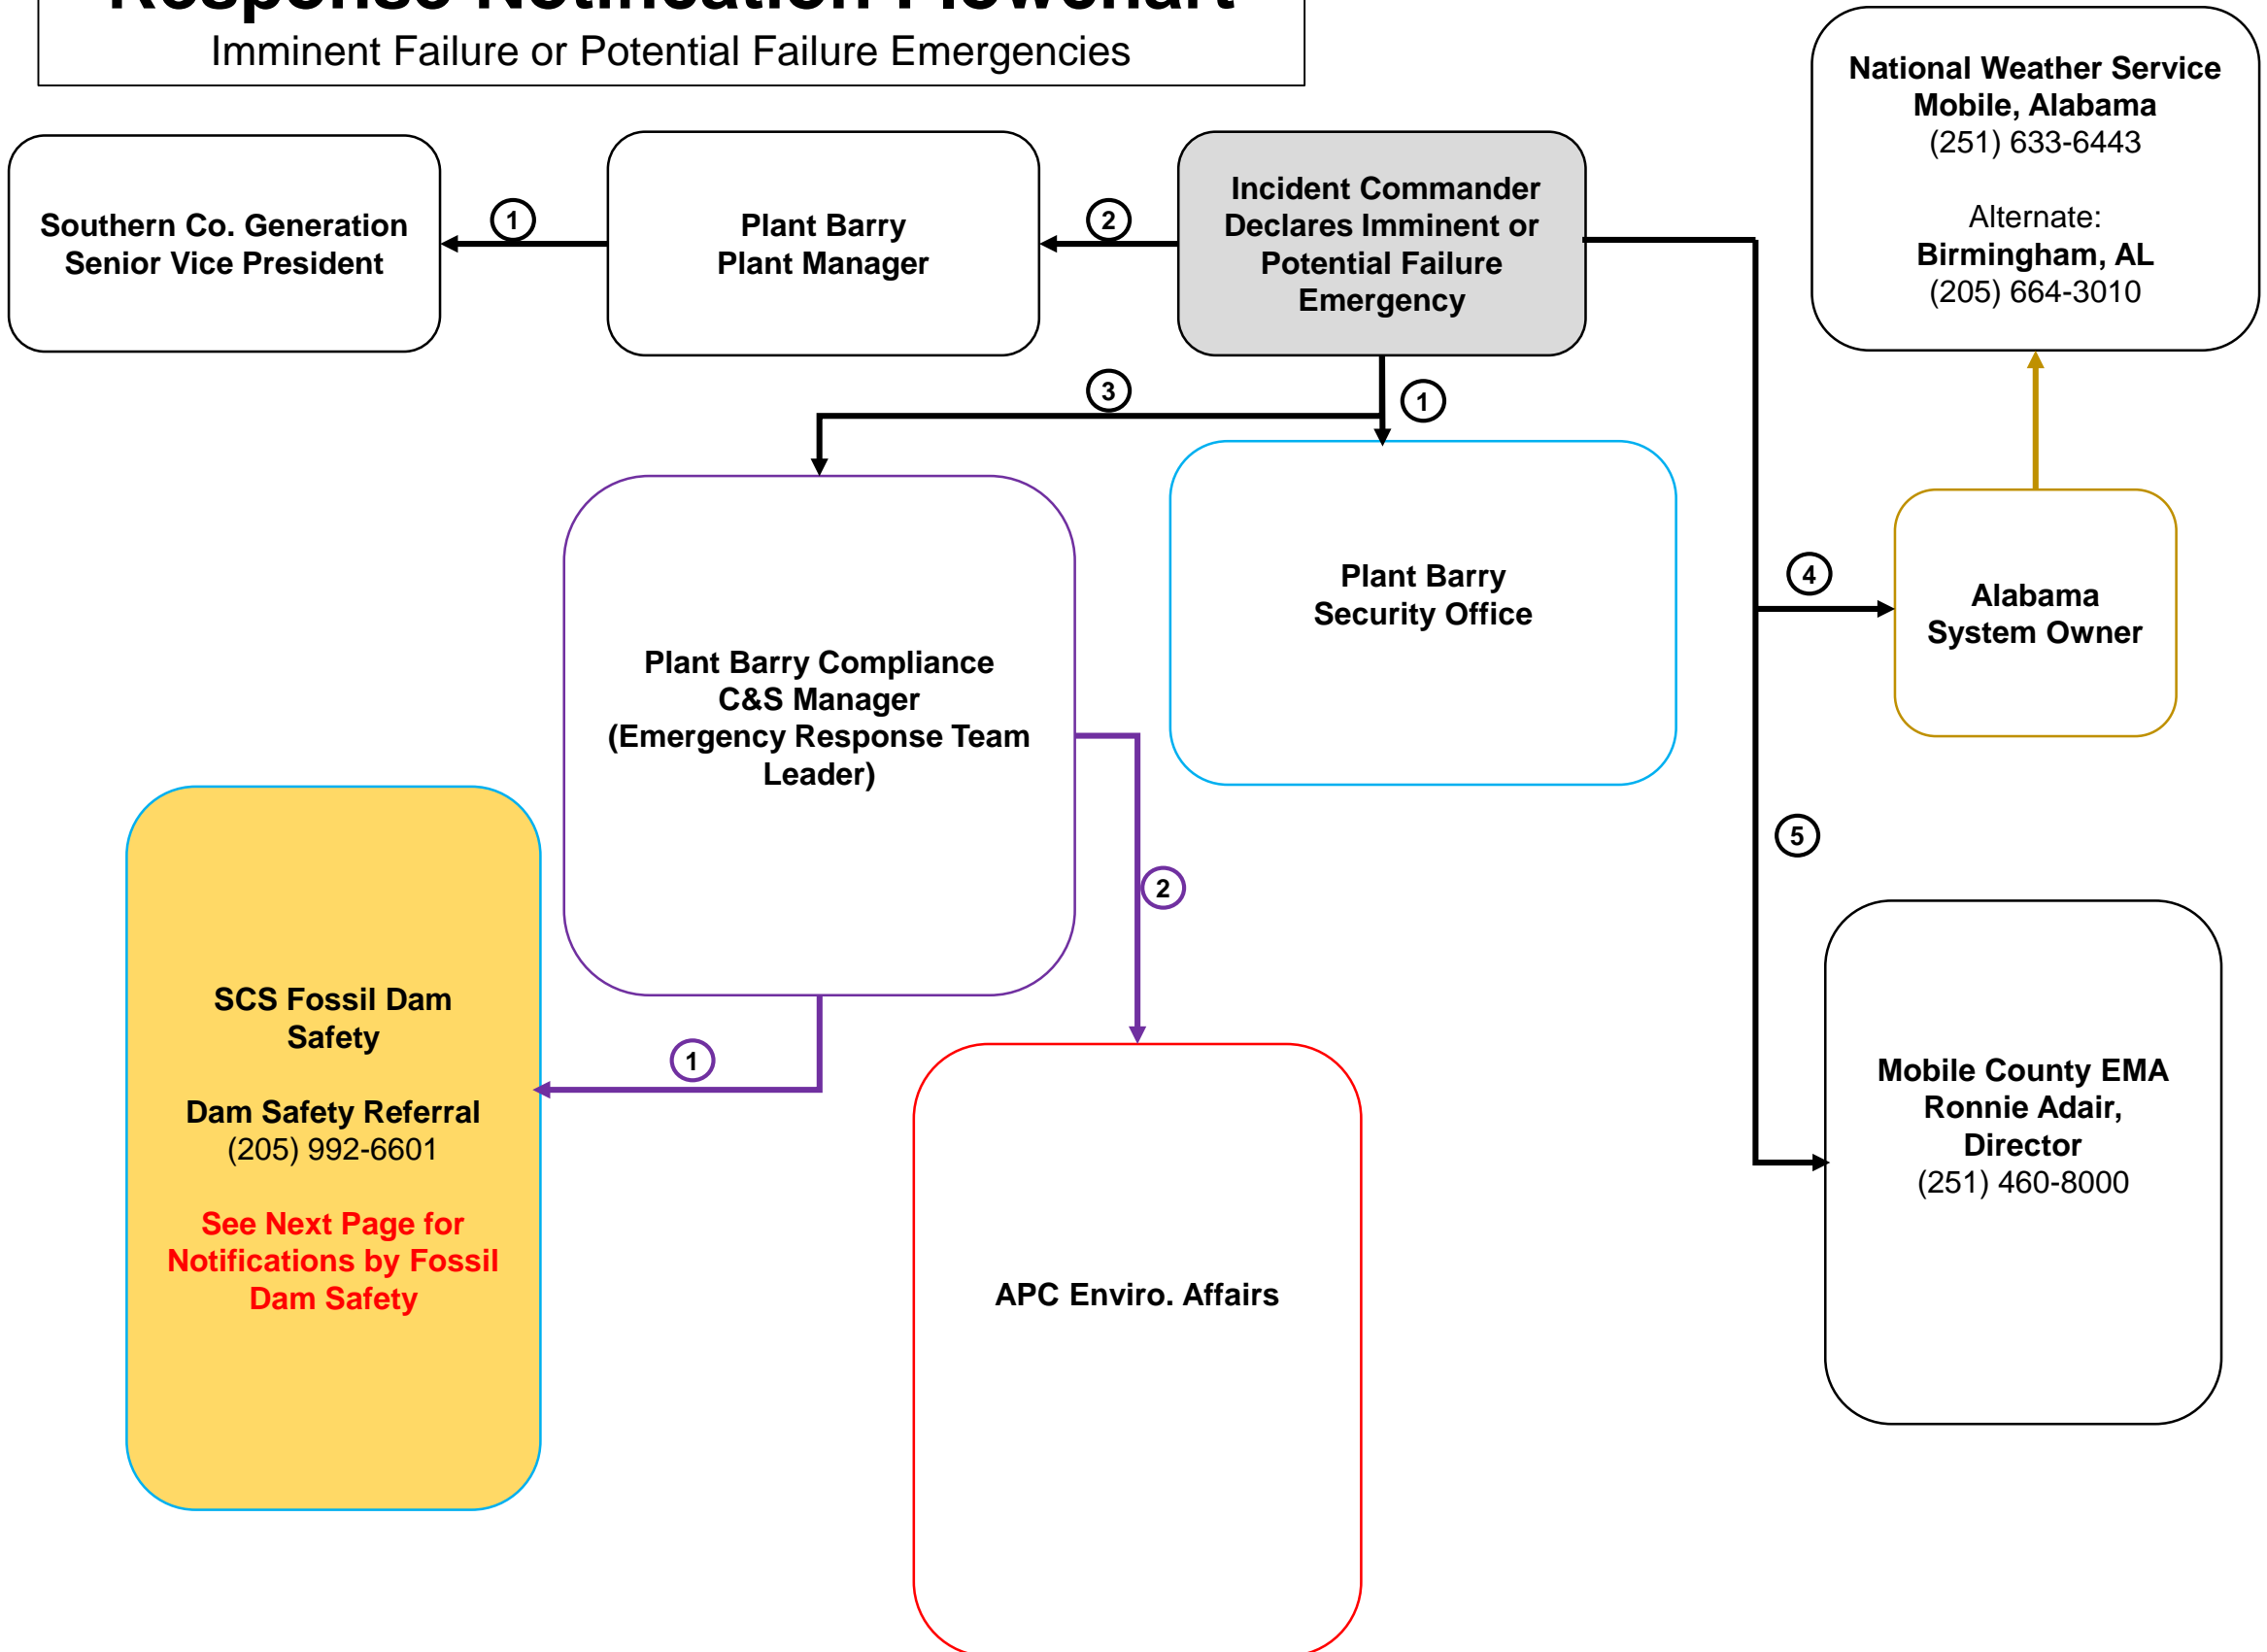 Response Notification Flowchart
Imminent Failure or Potential Failure Emergencies
National Weather Service
Mobile, Alabama
(251) 633-6443
Alternate:
Birmingham, AL
(205) 664-3010
Southern Co. Generation
Senior Vice President
1
Plant Barry
Plant Manager
2
Incident Commander
Declares Imminent or
Potential Failure
Emergency
3
1
Plant Barry Compliance
C&S Manager
(Emergency Response Team
Leader)
Plant Barry
Security Office
4
Alabama
System Owner
5
2
1
SCS Fossil Dam
Safety
Dam Safety Referral
(205) 992-6601
See Next Page for
Notifications by Fossil
Dam Safety
APC Enviro. Affairs
Mobile County EMA
Ronnie Adair,
Director
(251) 460-8000